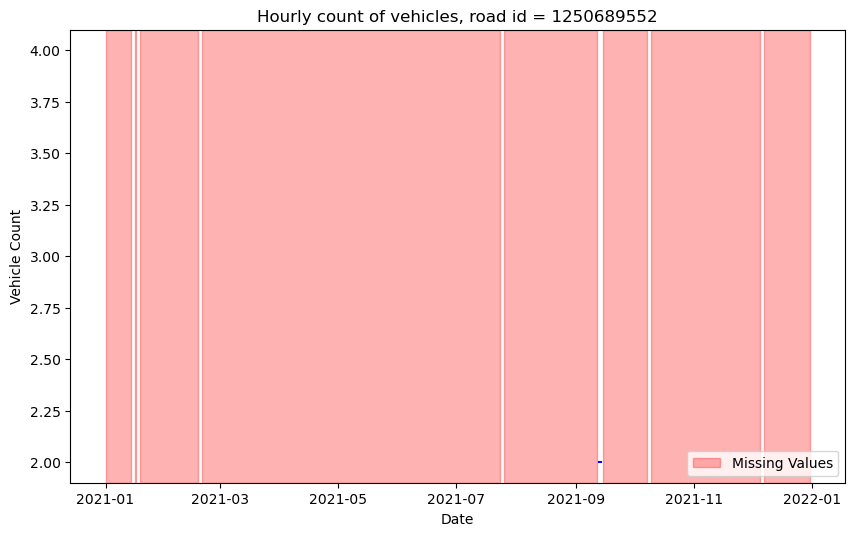 Hourly count of vehicles, road id = 1250689552
4.00
3.75
3.50
3.25
3.00
2.75
2.50
2.25
2.00
Vehicle Count
Missing Values
2021-01 2021-03 2021-05 2021-07 2021-09 2021-11 2022-01
Date